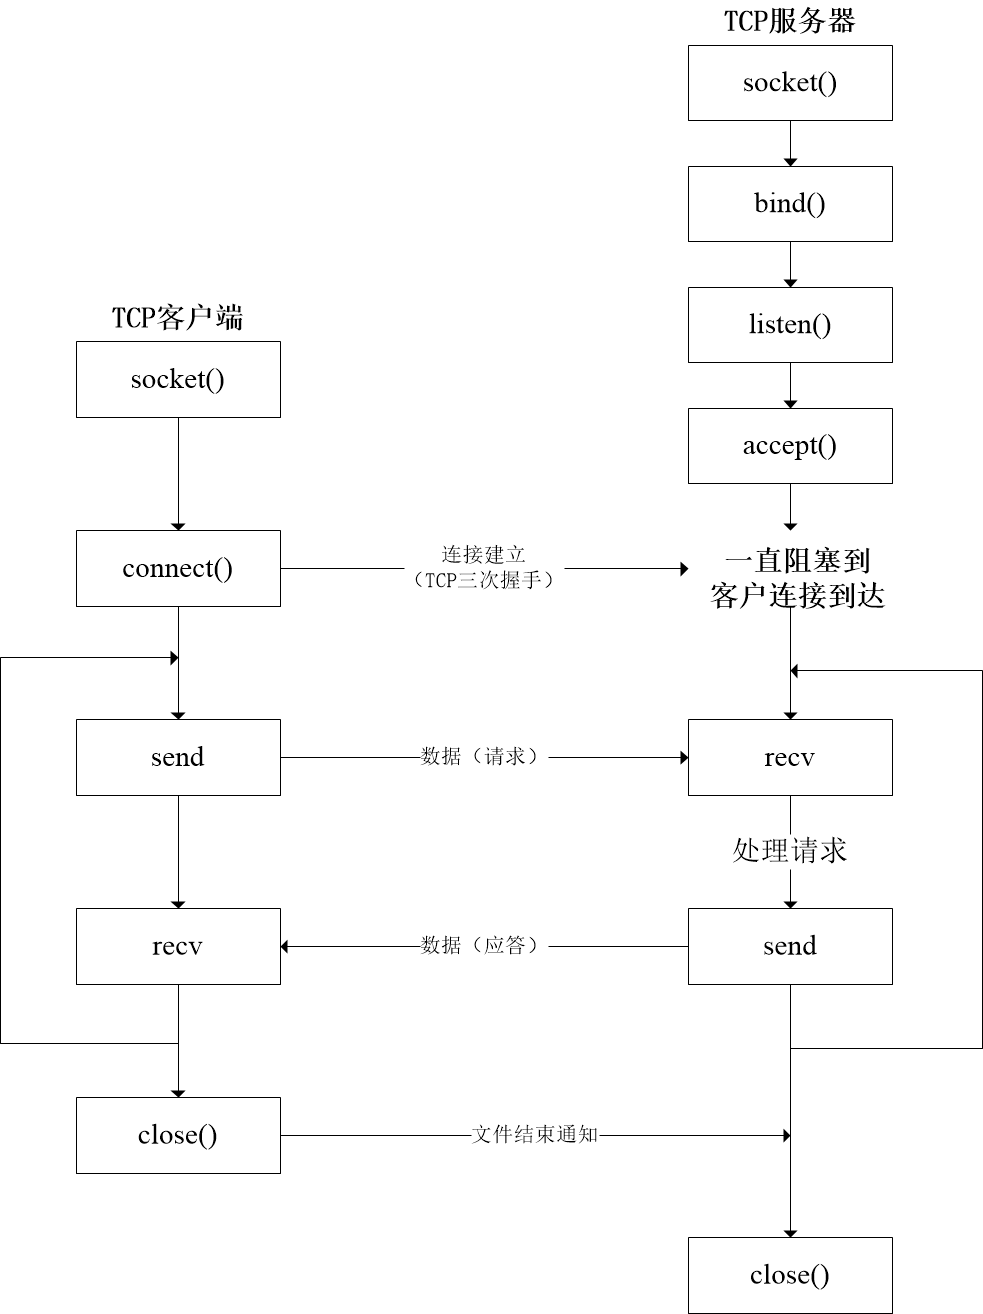 TCP服务器
socket()
bind()
listen()
accept()
一直阻塞到
客户连接到达
recv
处理请求
send
close()
TCP客户端
socket()
connect()
连接建立
（TCP三次握手）
send
数据（请求）
recv
数据（应答）
close()
文件结束通知